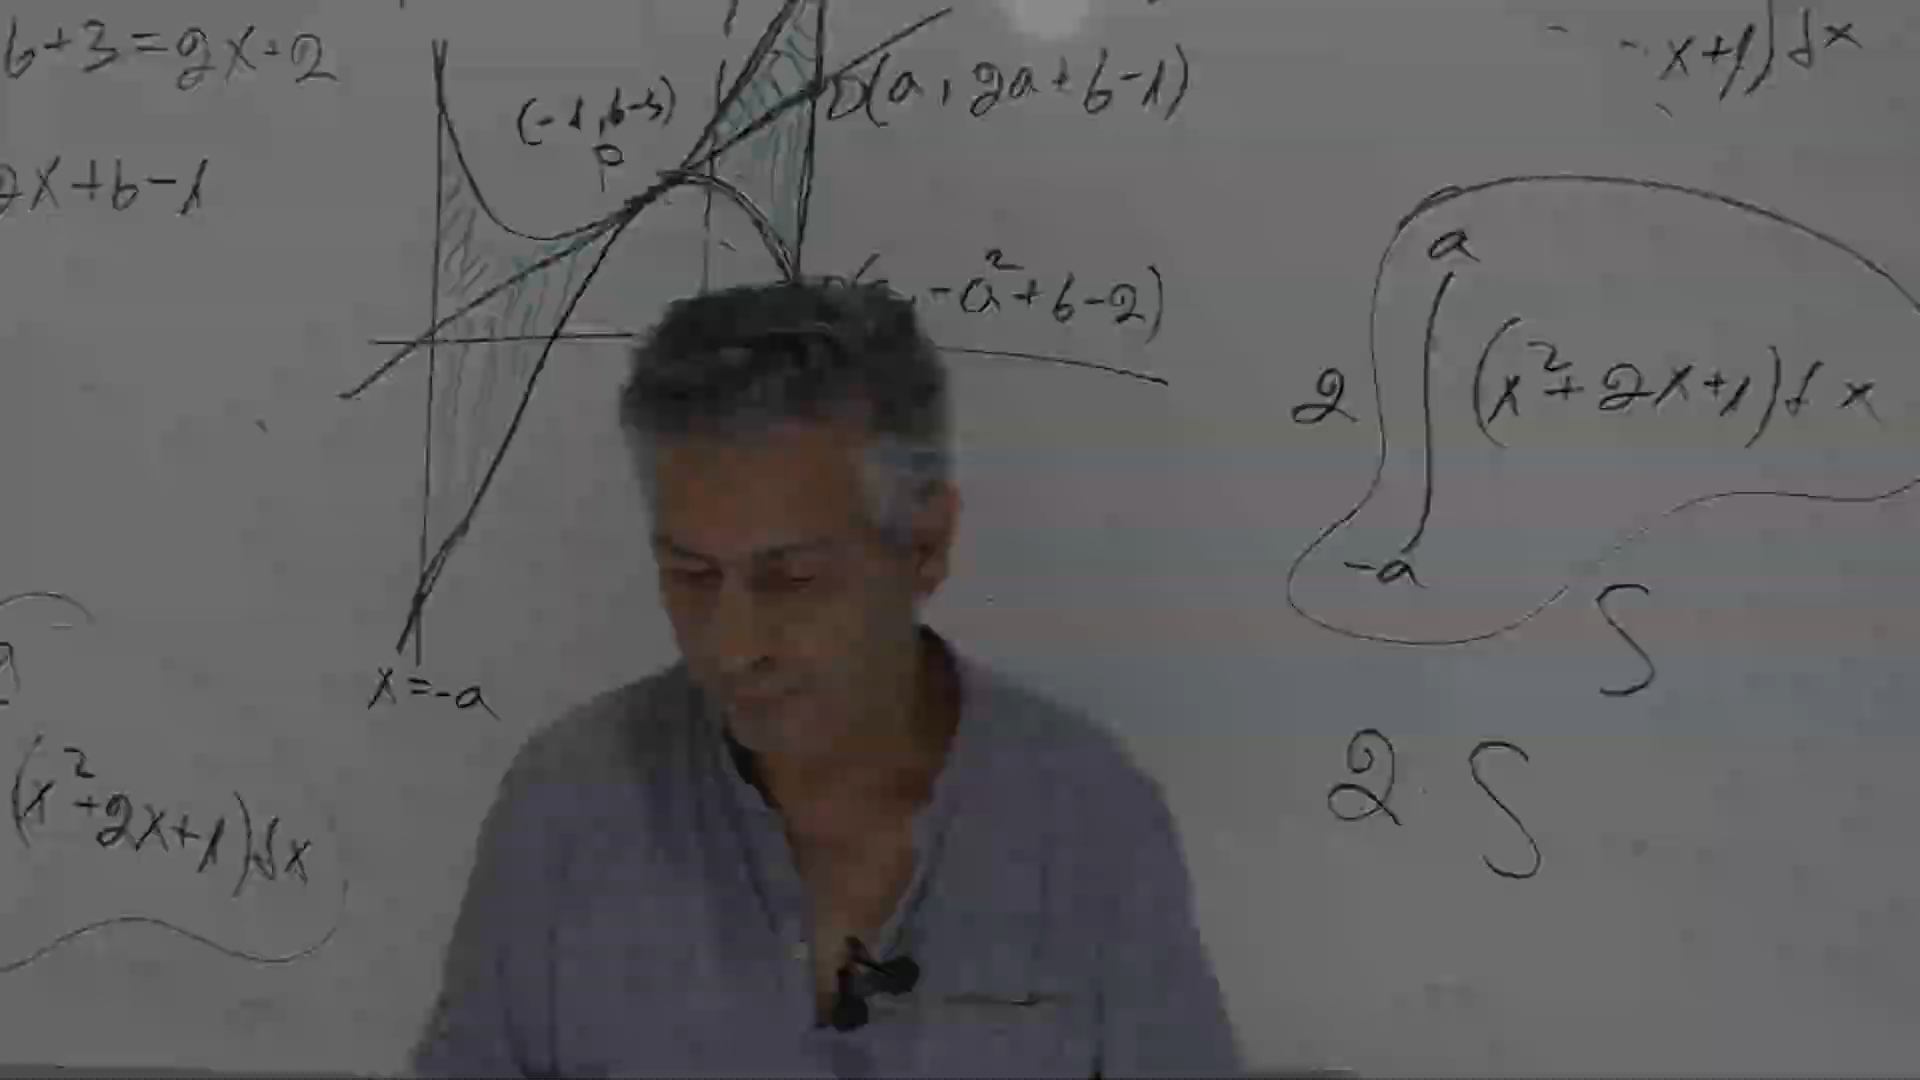 6+3=2x+2
2x+b-1
(-1,b-3)
P
D(a, 2a+b-1)
-a²+b-2)
x=-a
(x²+2x+1)dx
x+1)dx
2 ∫ₐ₋ₐ (x²+2x+1)dx
S
2·S